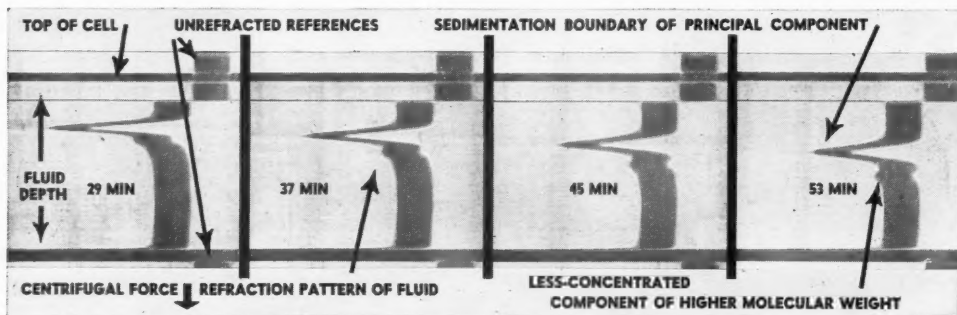 TOP OF CELL
UNREFRACTED REFERENCES
SEDIMENTATION BOUNDARY OF PRINCIPAL COMPONENT
FLUID
DEPTH
29 MIN
37 MIN
45 MIN
53 MIN
CENTRIFUGAL FORCE
REFRACTION PATTERN OF FLUID
LESS-CONCENTRATED
COMPONENT OF HIGHER MOLECULAR WEIGHT